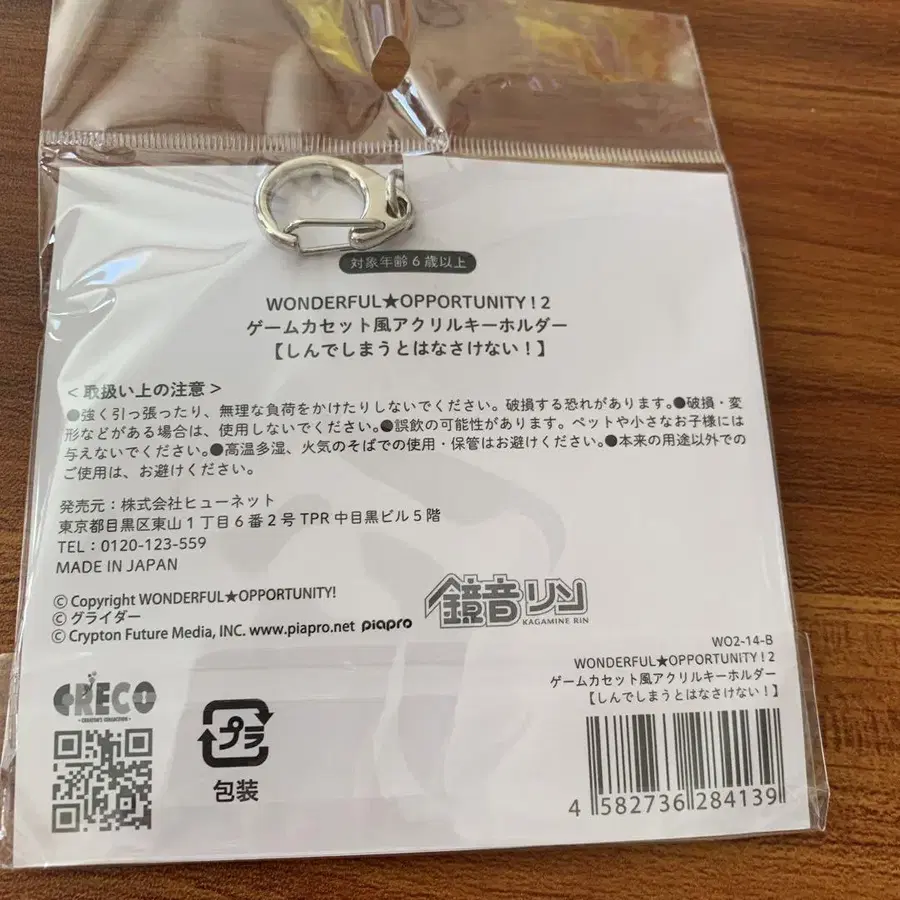 対象年齢6歳以上
WONDERFUL★OPPORTUNITY!2
ゲームカセット風アクリルキーホルダー
【しんでしまうとはなさけない!】
<取扱い上の注意>
●強く引っ張ったり、無理な負荷をかけたりしないでください。破損する恐れがあります。●破損・変
形などがある場合は、使用しないでください。●誤飲の可能性があります。ペットや小さなお子様には
与えないでください。●高温多湿、火気のそばでの使用・保管はお避けください。●本来の用途以外での
ご使用は、お避けください。
発売元:株式会社ヒューネット
東京都目黒区東山1丁目6番2号 TPR 中目黒ビル5階
TEL:0120-123-559
MADE IN JAPAN
© Copyright WONDERFUL★OPPORTUNITY!
© グライダー
© Crypton Future Media, INC. www.piapro.net piapro
鏡音リン
KAGAMINE RIN
WO2-14-B
WONDERFUL★OPPORTUNITY!2
ゲームカセット風アクリルキーホルダー
【しんでしまうとはなさけない!】
CRECO
CREATOR'S COLLECTION
プラ
包装
4 582736 284139